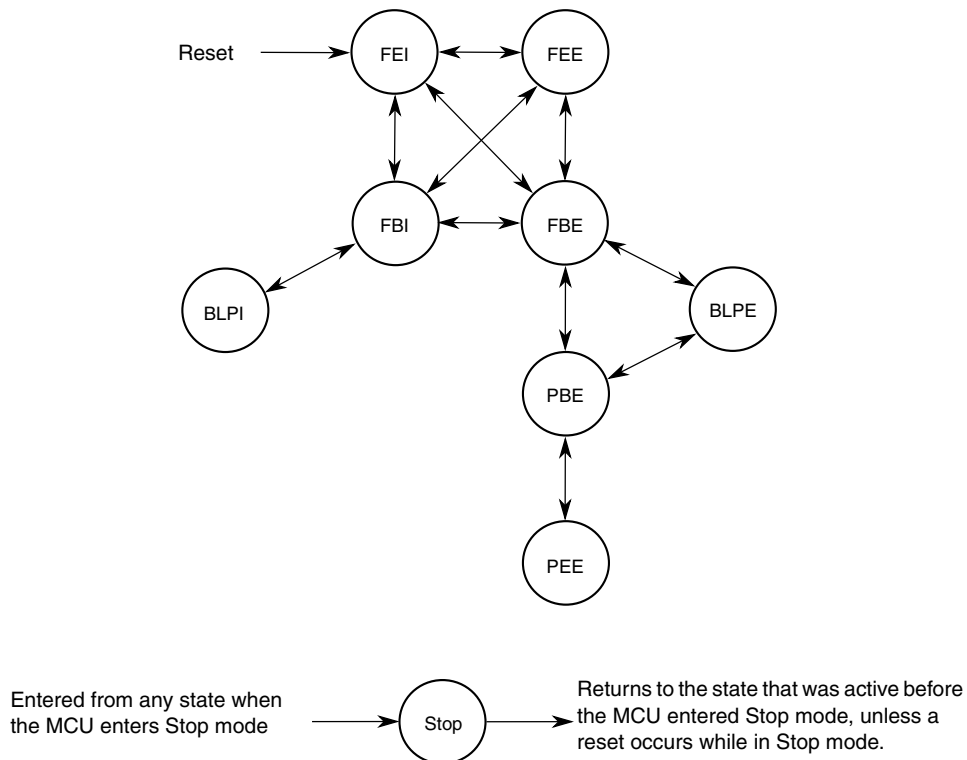 Reset
FEI
FEE
FBI
FBE
BLPI
BLPE
PBE
PEE
Entered from any state when
the MCU enters Stop mode
Stop
Returns to the state that was active before
the MCU entered Stop mode, unless a
reset occurs while in Stop mode.